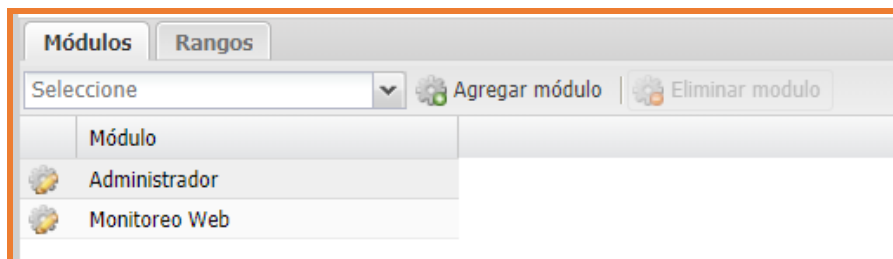 Módulos Rangos
Seleccione Agregar módulo Eliminar modulo
Módulo
Administrador
Monitoreo Web